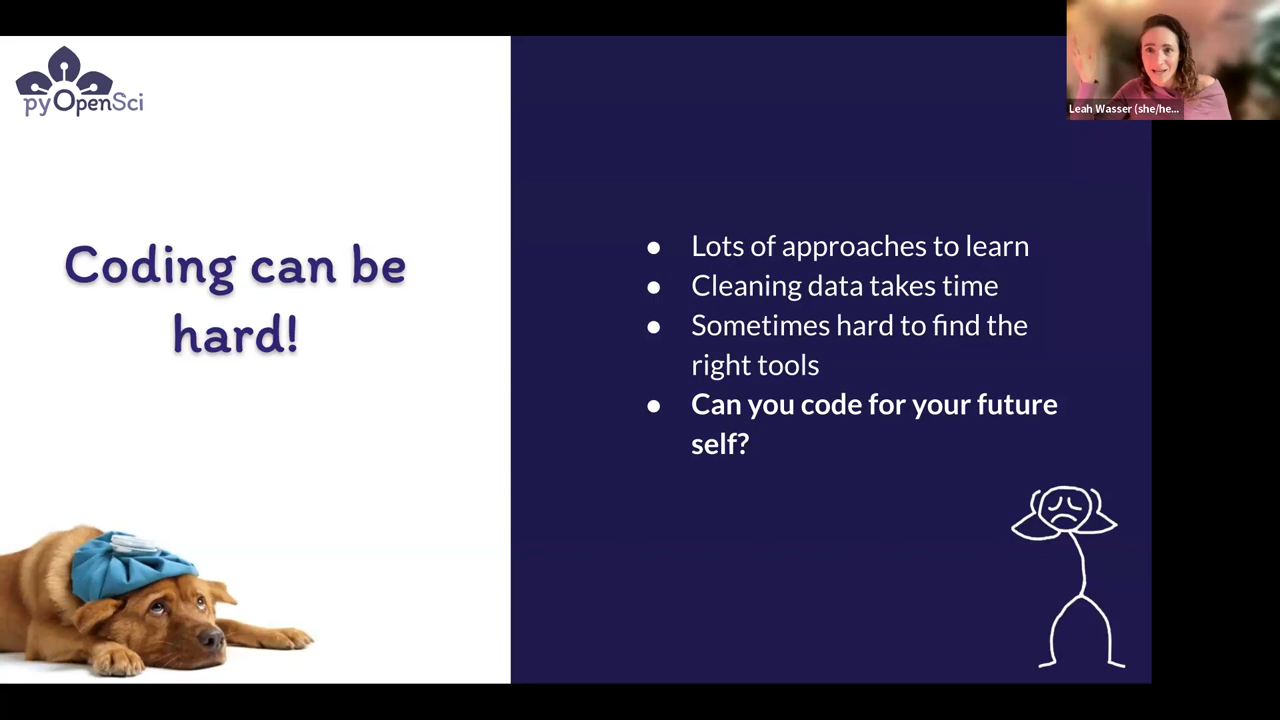 pyOpenSci
Leah Wasser (she/he...
Coding can be
hard!
● Lots of approaches to learn
● Cleaning data takes time
● Sometimes hard to find the
right tools
● Can you code for your future
self?